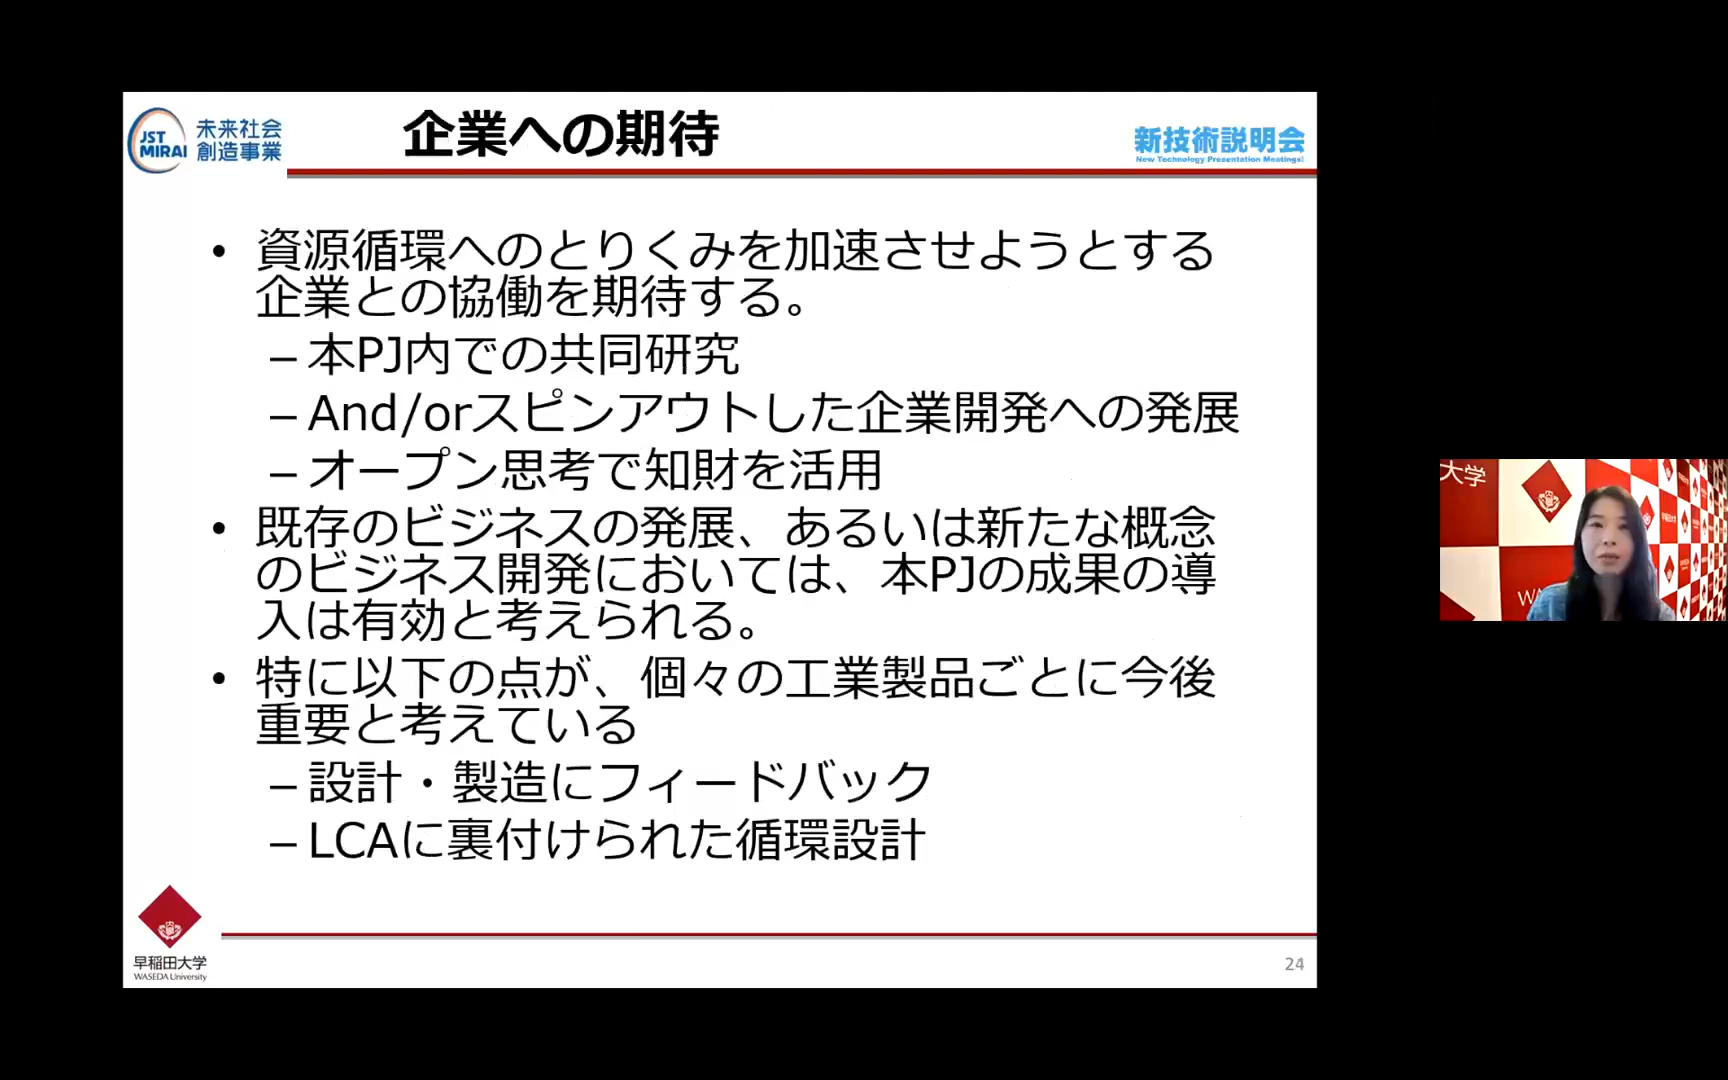 JST
MIRAI
未来社会
創造事業
企業への期待
新技術説明会
New Technology Presentation Meetings!
• 資源循環へのとりくみを加速させようとする
企業との協働を期待する。
– 本PJ内での共同研究
– And/orスピンアウトした企業開発への発展
– オープン思考で知財を活用
• 既存のビジネスの発展、あるいは新たな概念
のビジネス開発においては、本PJの成果の導
入は有効と考えられる。
• 特に以下の点が、個々の工業製品ごとに今後
重要と考えている
– 設計・製造にフィードバック
– LCAに裏付けられた循環設計
早稲田大学
WASEDA University
24
大学